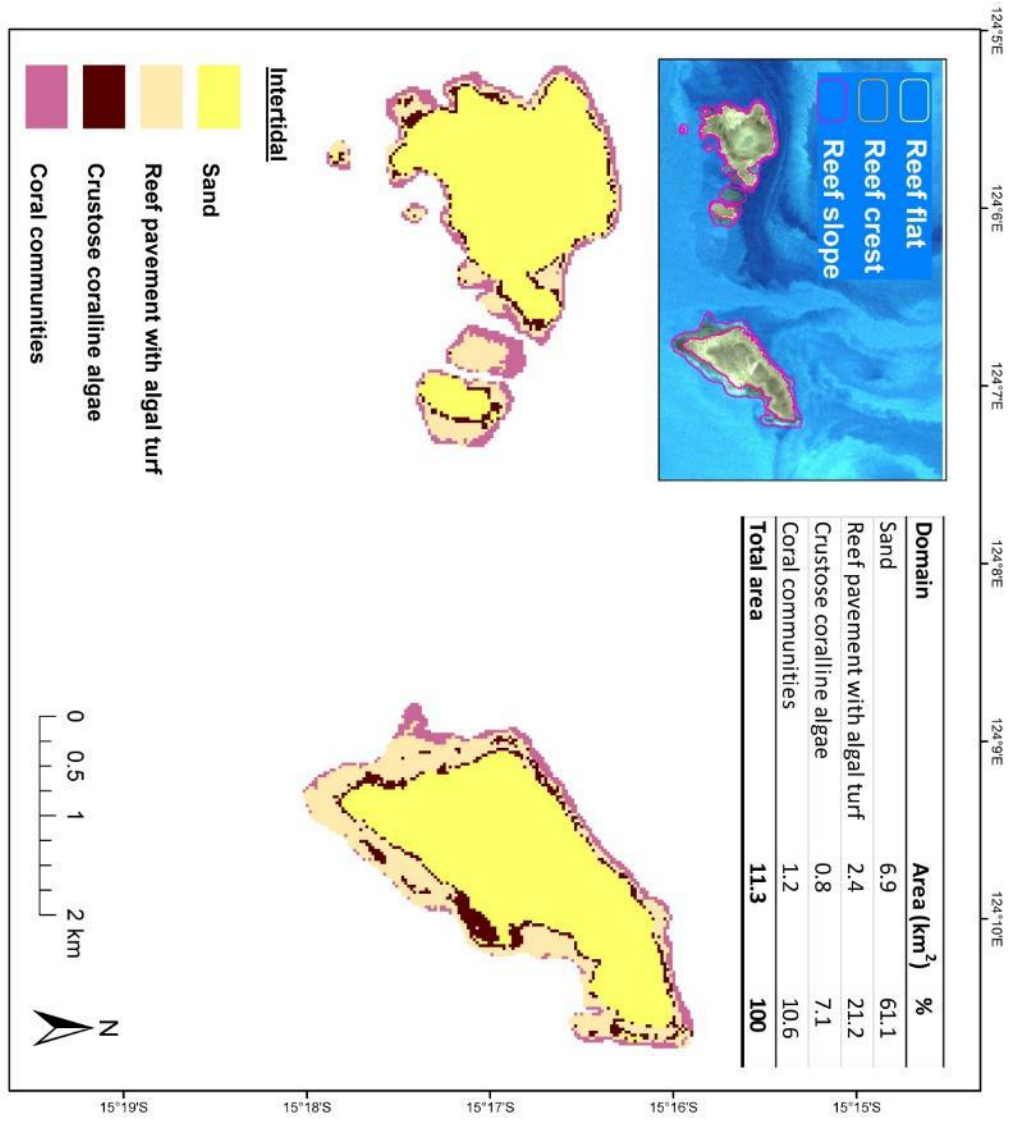 124°5'E
124°6'E
124°7'E
124°8'E
124°9'E
124°10'E
Reef flat
Reef crest
Reef slope
Domain Area (km²) %
Sand 6.9 61.1
Reef pavement with algal turf 2.4 21.2
Crustose coralline algae 0.8 7.1
Coral communities 1.2 10.6
Total area 11.3 100
15°15'S
15°16'S
15°17'S
15°18'S
15°19'S
Intertidal
Sand
Reef pavement with algal turf
Crustose coralline algae
Coral communities
0 0.5 1 2 km
N